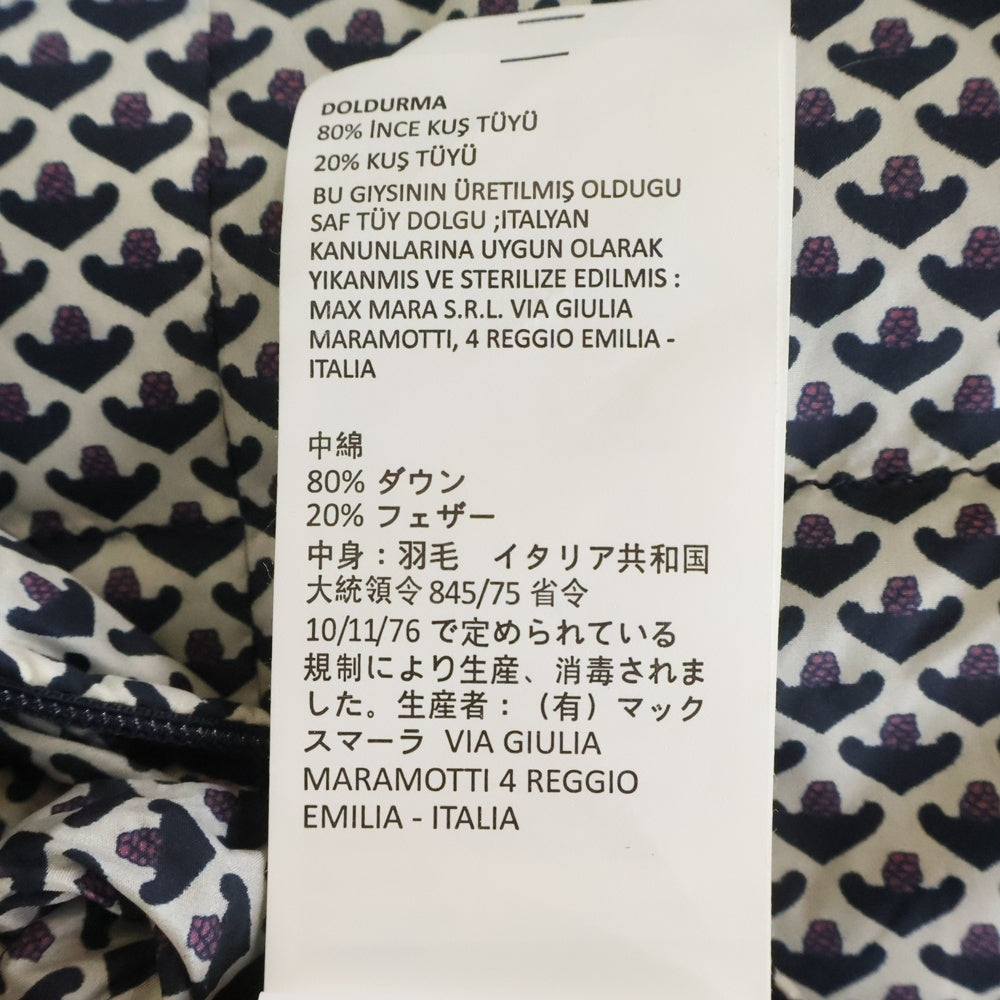 DOLDURMA
80% İNCE KUŞ TÜYÜ
20% KUŞ TÜYÜ
BU GIYSININ ÜRETILMIŞ OLDUGU
SAF TÜY DOLGU ;ITALYAN
KANUNLARINA UYGUN OLARAK
YIKANMIS VE STERILIZE EDILMIS :
MAX MARA S.R.L. VIA GIULIA
MARAMOTTI, 4 REGGIO EMILIA -
ITALIA
中綿
80% ダウン
20% フェザー
中身：羽毛　イタリア共和国
大統領令 845/75 省令
10/11/76 で定められている
規制により生産、消毒されま
した。生産者：（有）マック
スマーラ VIA GIULIA
MARAMOTTI 4 REGGIO
EMILIA - ITALIA